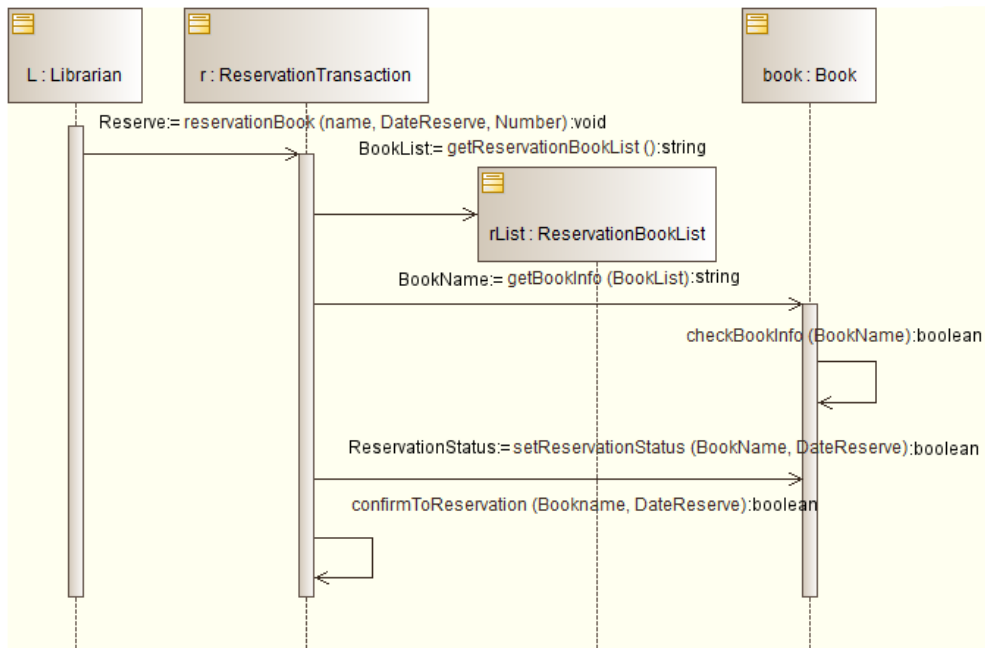 L : Librarian
r : ReservationTransaction
book : Book
Reserve:= reservationBook (name, DateReserve, Number):void
BookList:= getReservationBookList ():string
rList : ReservationBookList
BookName:= getBookInfo (BookList):string
checkBookInfo (BookName):boolean
ReservationStatus:= setReservationStatus (BookName, DateReserve):boolean
confirmToReservation (Bookname, DateReserve):boolean